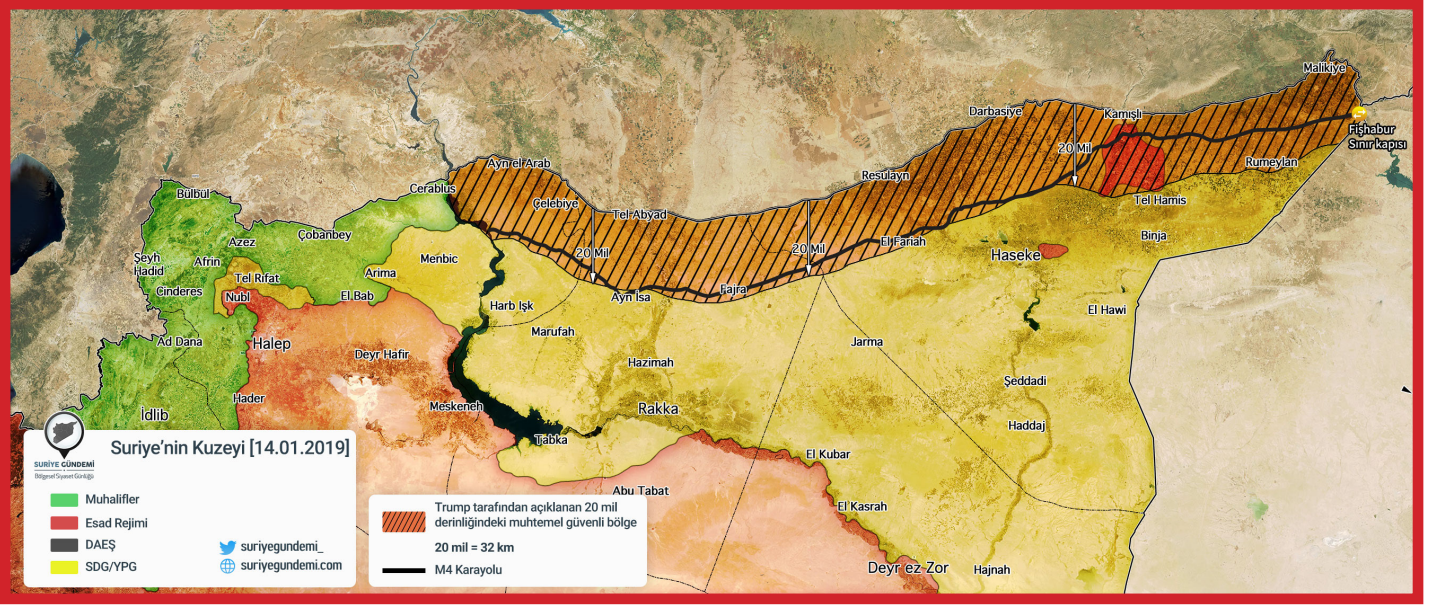 Malikiye
Darbasiye
Kamışlı
Fişhabur
Sınır kapısı
20 Mil
Ayn el Arab
Rumeylan
Resulayn
Cerablus
Bülbül
Çelebiye
Tel Abyad
Tel Hamis
Çobanbey
Azez
Binja
El Fariah
20 Mil
20 Mil
Haseke
Şeyh
Hadid
Afrin
Menbic
Arima
Tel Rıfat
Cinderes
Nubl
El Bab
Ayn İsa
Fajra
Harb Işk
El Hawi
Marufah
Ad Dana
Halep
Jarma
Deyr Hafir
Hazimah
Şeddadi
Hader
Meskeneh
Rakka
İdlib
Haddaj
Tabka
El Kubar
Abu Tabat
El Kasrah
Deyr ez Zor
Hajnah
SURİYE GÜNDEMİ
Bölgesel Siyaset Günlüğü
Suriye'nin Kuzeyi [14.01.2019]
Muhalifler
Esad Rejimi
DAEŞ
SDG/YPG
suriyegundemi_
suriyegundemi.com
Trump tarafından açıklanan 20 mil
derinliğindeki muhtemel güvenli bölge
20 mil = 32 km
M4 Karayolu